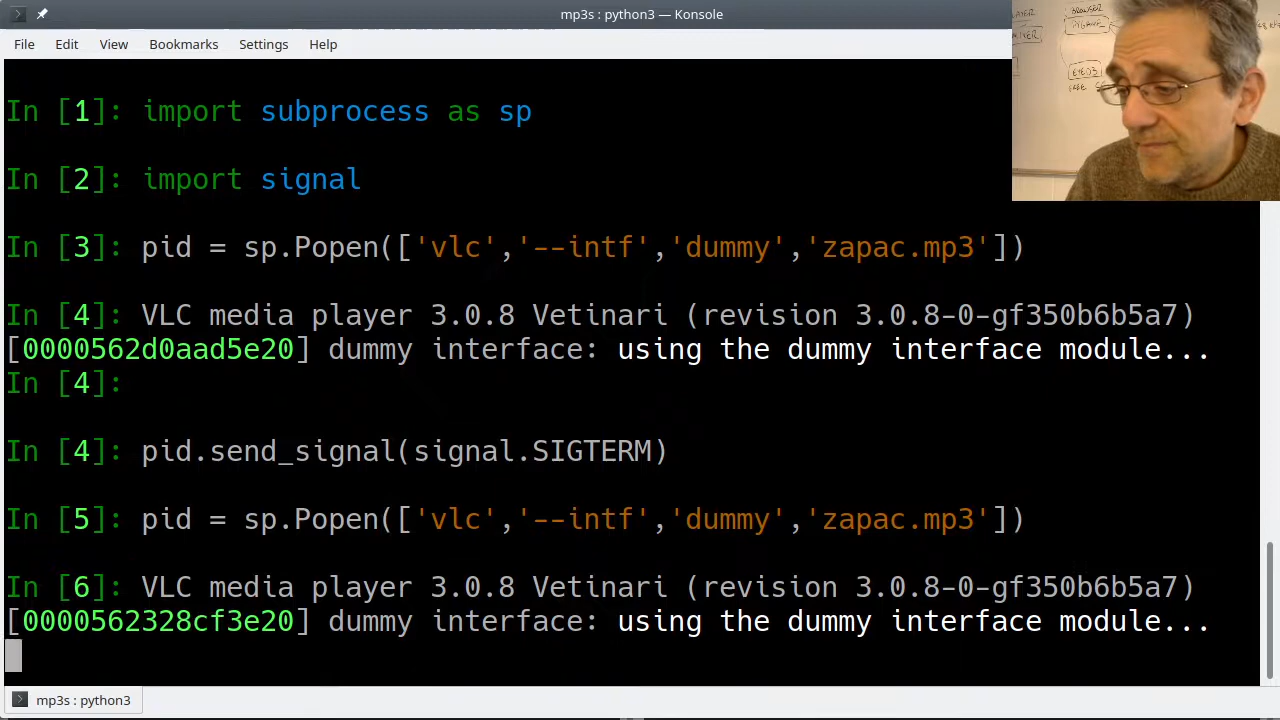 mp3s : python3 — Konsole
File Edit View Bookmarks Settings Help
BROWSER
PYGAME
EYED3
In [1]: import subprocess as sp
In [2]: import signal
In [3]: pid = sp.Popen(['vlc','--intf','dummy','zapac.mp3'])
In [4]: VLC media player 3.0.8 Vetinari (revision 3.0.8-0-gf350b6b5a7)
[0000562d0aad5e20] dummy interface: using the dummy interface module...
In [4]:
In [4]: pid.send_signal(signal.SIGTERM)
In [5]: pid = sp.Popen(['vlc','--intf','dummy','zapac.mp3'])
In [6]: VLC media player 3.0.8 Vetinari (revision 3.0.8-0-gf350b6b5a7)
[0000562328cf3e20] dummy interface: using the dummy interface module...
mp3s : python3